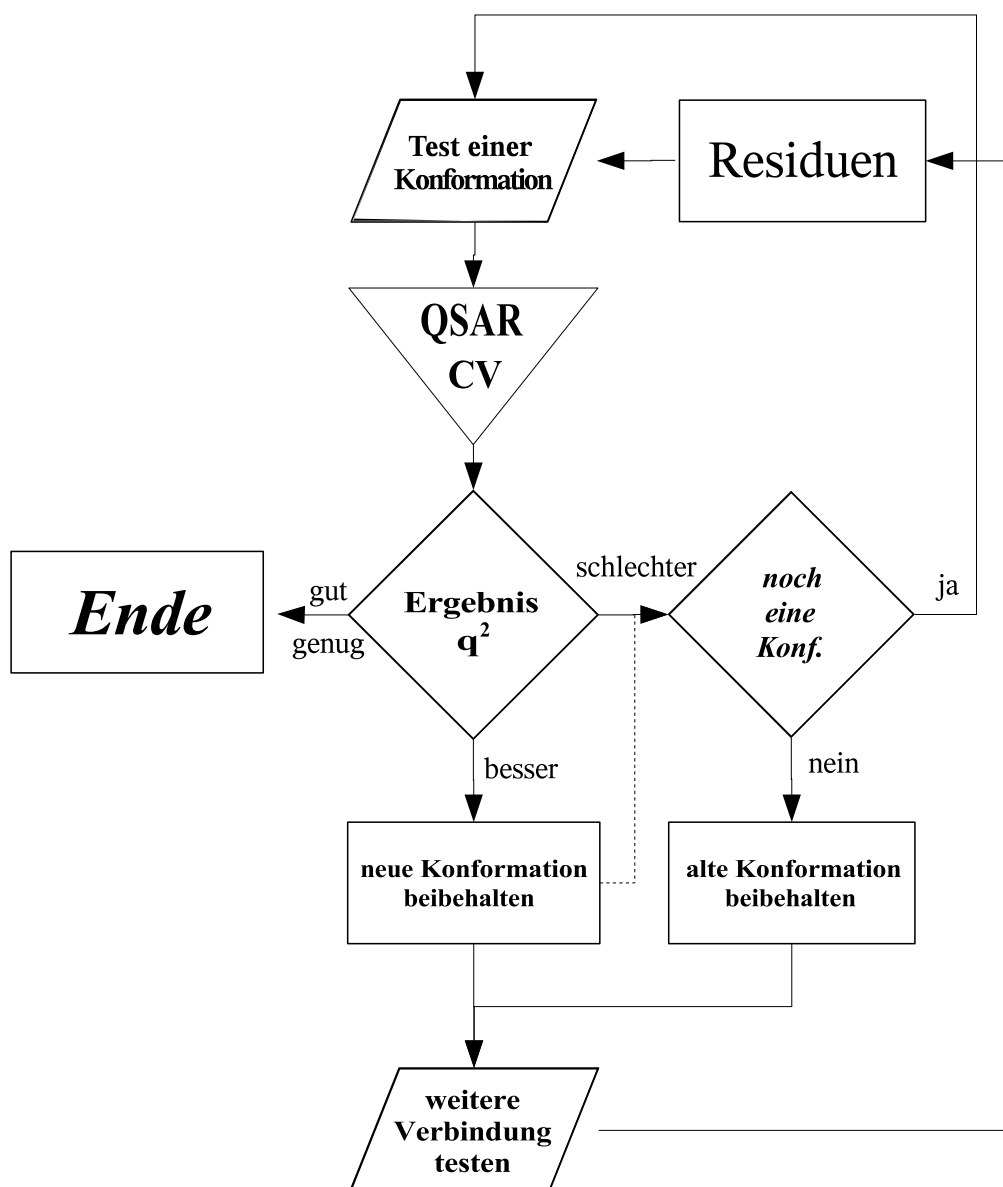 Test einer
Konformation
Residuen
QSAR
CV
schlechter
gut
genug
Ende
Ergebnis
q²
noch
eine
Konf.
ja
besser
nein
neue Konformation
beibehalten
alte Konformation
beibehalten
weitere
Verbindung
testen